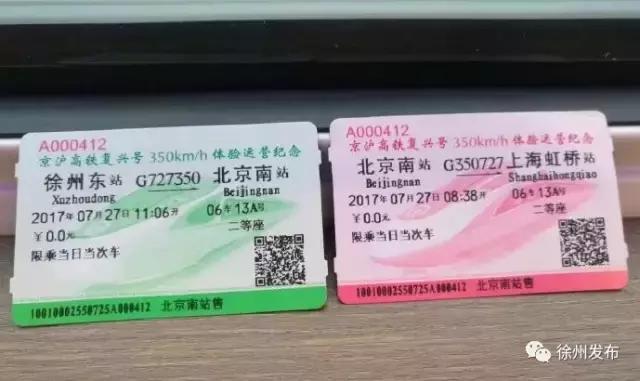 A000412
京沪高铁复兴号 350km/h 体验运营纪念
徐州东站 G727350 北京南站
Xuzhoudong Beijingnan
2017年07月27日 11:06开 06车13A号
￥0.0元 二等座
限乘当日当次车
10010002550725A000412 北京南站售
A000412
京沪高铁复兴号 350km/h 体验运营纪念
北京南站 G350727 上海虹桥站
Beijingnan Shanghaihongqiao
2017年07月27日 08:38开 06车13A号
￥0.0元 二等座
限乘当日当次车
10010002550725A000412 北京南站售
徐州发布